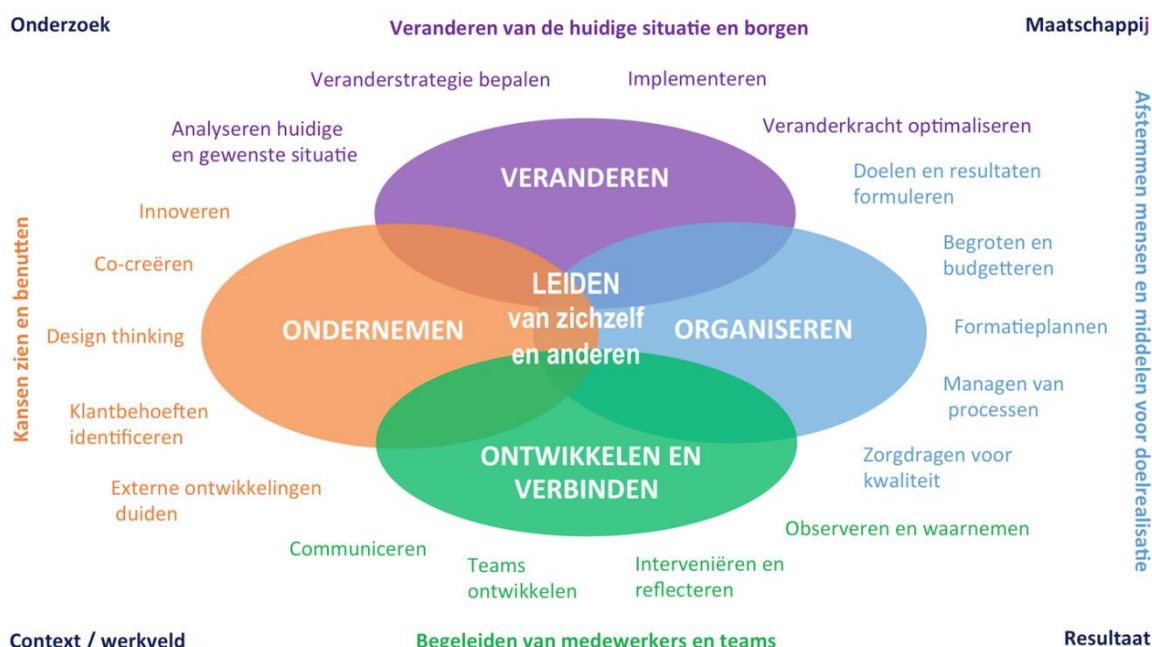 Onderzoek
Veranderen van de huidige situatie en borgen
Maatschappij
Veranderstrategie bepalen
Implementeren
Analyseren huidige
en gewenste situatie
Veranderkracht optimaliseren
VERANDEREN
Doelen en resultaten
formuleren
Innoveren
Begroten en
budgetteren
Co-creëren
Kansen zien en benutten
Afstemmen mensen en middelen voor doelrealisatie
LEIDEN
van zichzelf
en anderen
ONDERNEMEN
ORGANISEREN
Design thinking
Formatieplannen
Managen van
processen
Klantbehoeften
identificeren
ONTWIKKELEN EN
VERBINDEN
Zorgdragen voor
kwaliteit
Externe ontwikkelingen
duiden
Observeren en waarnemen
Communiceren
Teams
ontwikkelen
Interveniëren en
reflecteren
Context / werkveld
Begeleiden van medewerkers en teams
Resultaat